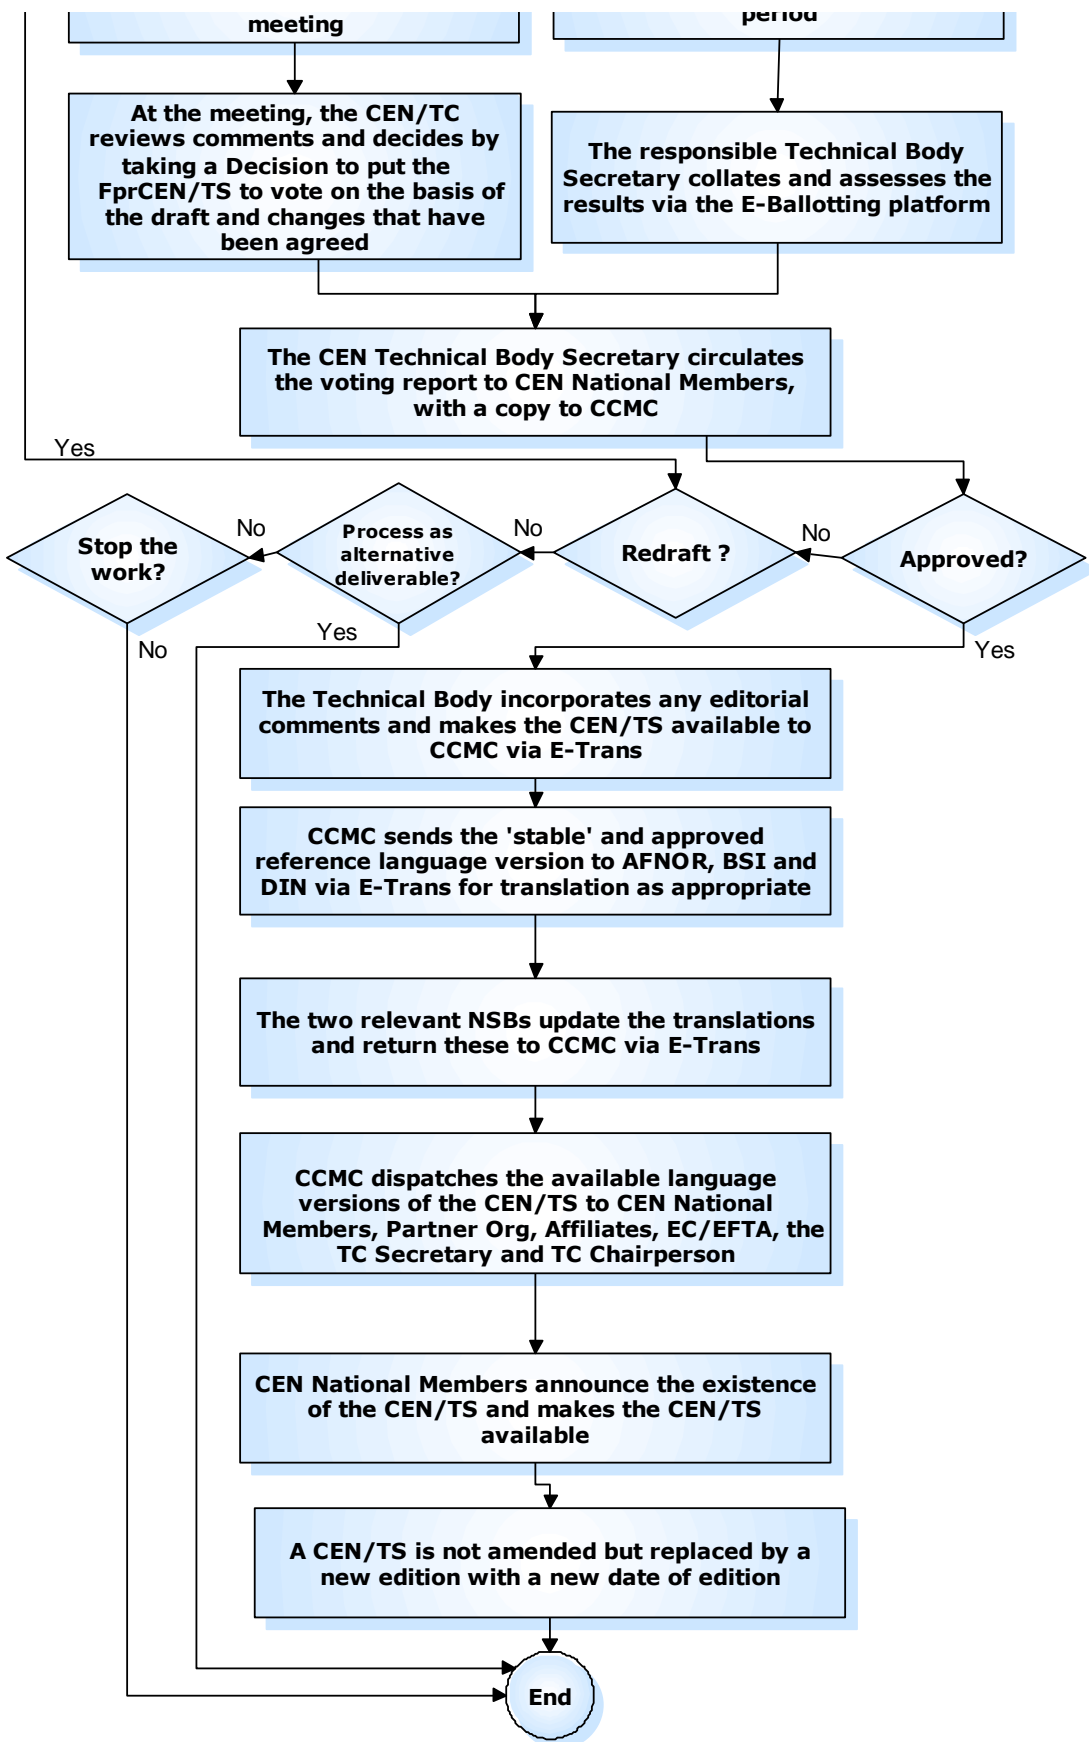 meeting
period
At the meeting, the CEN/TC
reviews comments and decides by
taking a Decision to put the
FprCEN/TS to vote on the basis of
the draft and changes that have
been agreed
The responsible Technical Body
Secretary collates and assesses the
results via the E-Ballotting platform
The CEN Technical Body Secretary circulates
the voting report to CEN National Members,
with a copy to CCMC
Yes
Stop the
work?
No
Process as
alternative
deliverable?
No
Redraft ?
No
Approved?
No
Yes
Yes
The Technical Body incorporates any editorial
comments and makes the CEN/TS available to
CCMC via E-Trans
CCMC sends the 'stable' and approved
reference language version to AFNOR, BSI and
DIN via E-Trans for translation as appropriate
The two relevant NSBs update the translations
and return these to CCMC via E-Trans
CCMC dispatches the available language
versions of the CEN/TS to CEN National
Members, Partner Org, Affiliates, EC/EFTA, the
TC Secretary and TC Chairperson
CEN National Members announce the existence
of the CEN/TS and makes the CEN/TS
available
A CEN/TS is not amended but replaced by a
new edition with a new date of edition
End